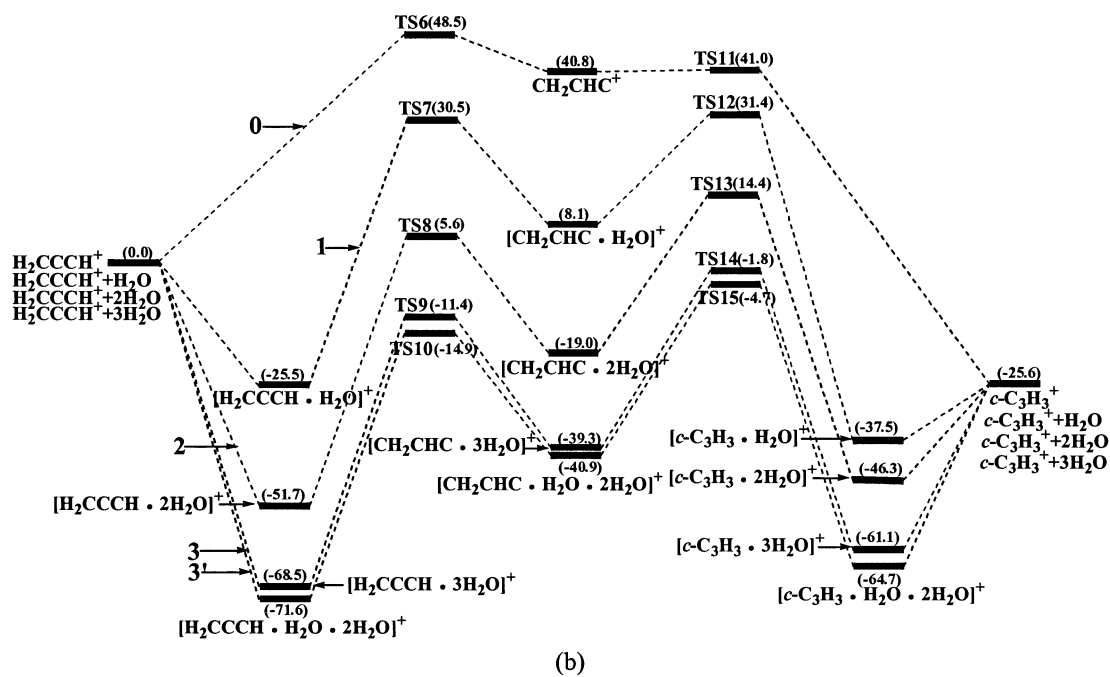 TS6(48.5)
(40.8)
CH₂CHC⁺
TS11(41.0)
0
TS7(30.5)
TS12(31.4)
1
(8.1)
[CH₂CHC · H₂O]⁺
TS13(14.4)
TS8(5.6)
H₂CCCH⁺ (0.0)
H₂CCCH⁺+H₂O
H₂CCCH⁺+2H₂O
H₂CCCH⁺+3H₂O
TS14(-1.8)
TS15(-4.7)
TS9(-11.4)
TS10(-14.9)
(-19.0)
[CH₂CHC · 2H₂O]⁺
(-25.5)
[H₂CCCH · H₂O]⁺
(-25.6)
c-C₃H₃⁺
c-C₃H₃⁺+H₂O
c-C₃H₃⁺+2H₂O
c-C₃H₃⁺+3H₂O
2
[CH₂CHC · 3H₂O]⁺ (-39.3)
(-40.9)
[CH₂CHC · H₂O · 2H₂O]⁺
[c-C₃H₃ · H₂O]⁺ (-37.5)
[c-C₃H₃ · 2H₂O]⁺ (-46.3)
[H₂CCCH · 2H₂O]⁺ (-51.7)
3
3'
(-68.5) [H₂CCCH · 3H₂O]⁺
(-71.6)
[H₂CCCH · H₂O · 2H₂O]⁺
[c-C₃H₃ · 3H₂O]⁺ (-61.1)
(-64.7)
[c-C₃H₃ · H₂O · 2H₂O]⁺
(b)